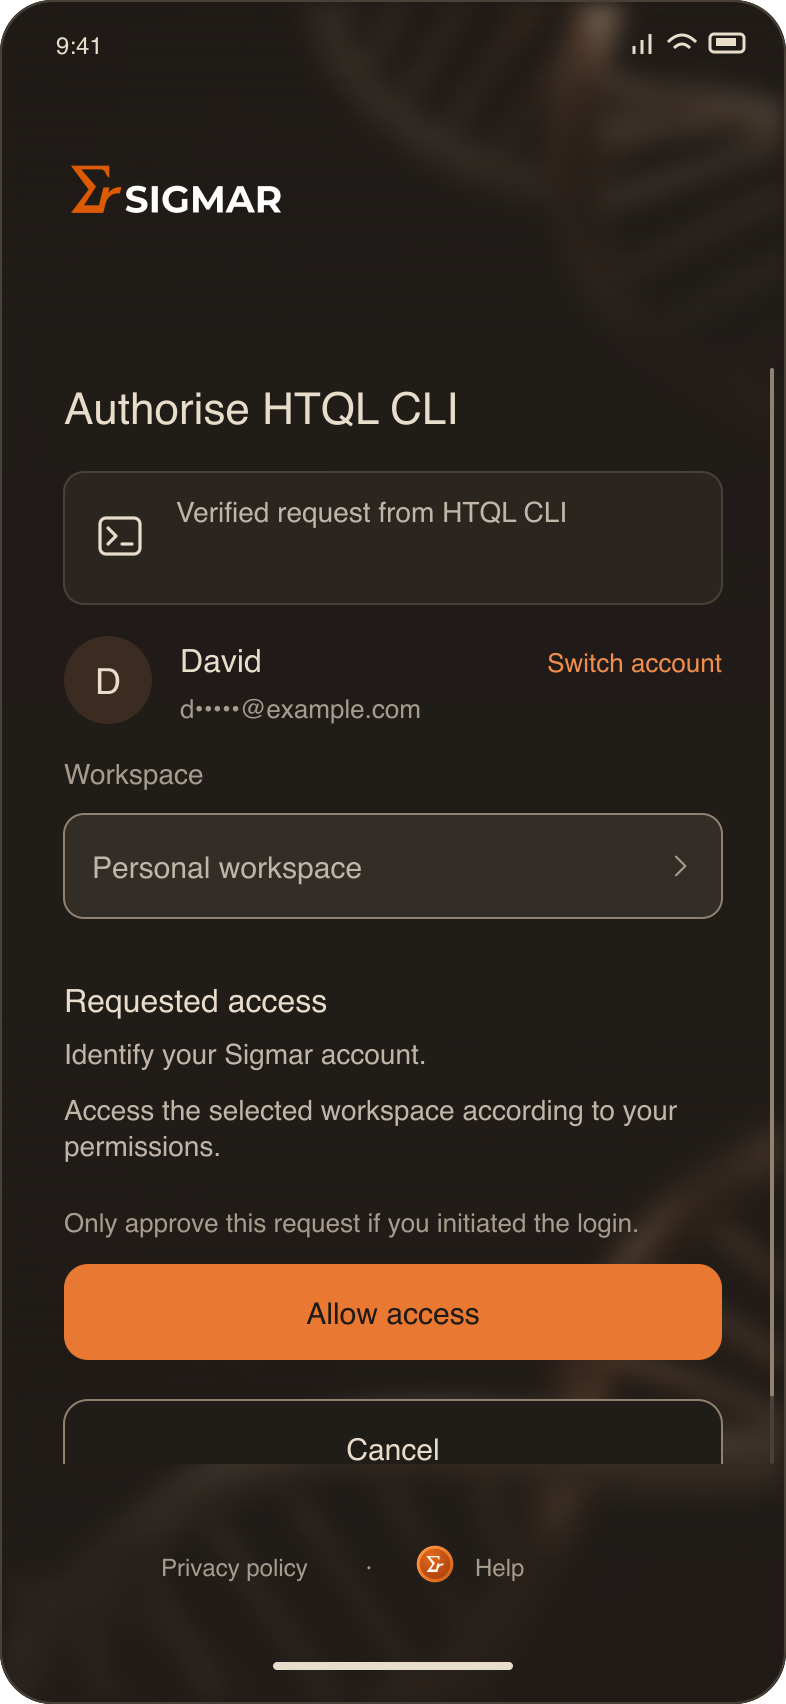 9:41
Σr SIGMAR
Authorise HTQL CLI
Verified request from HTQL CLI
D
David
Switch account
d•••••@example.com
Workspace
Personal workspace
Requested access
Identify your Sigmar account.
Access the selected workspace according to your
permissions.
Only approve this request if you initiated the login.
Allow access
Cancel
Privacy policy · Σr Help